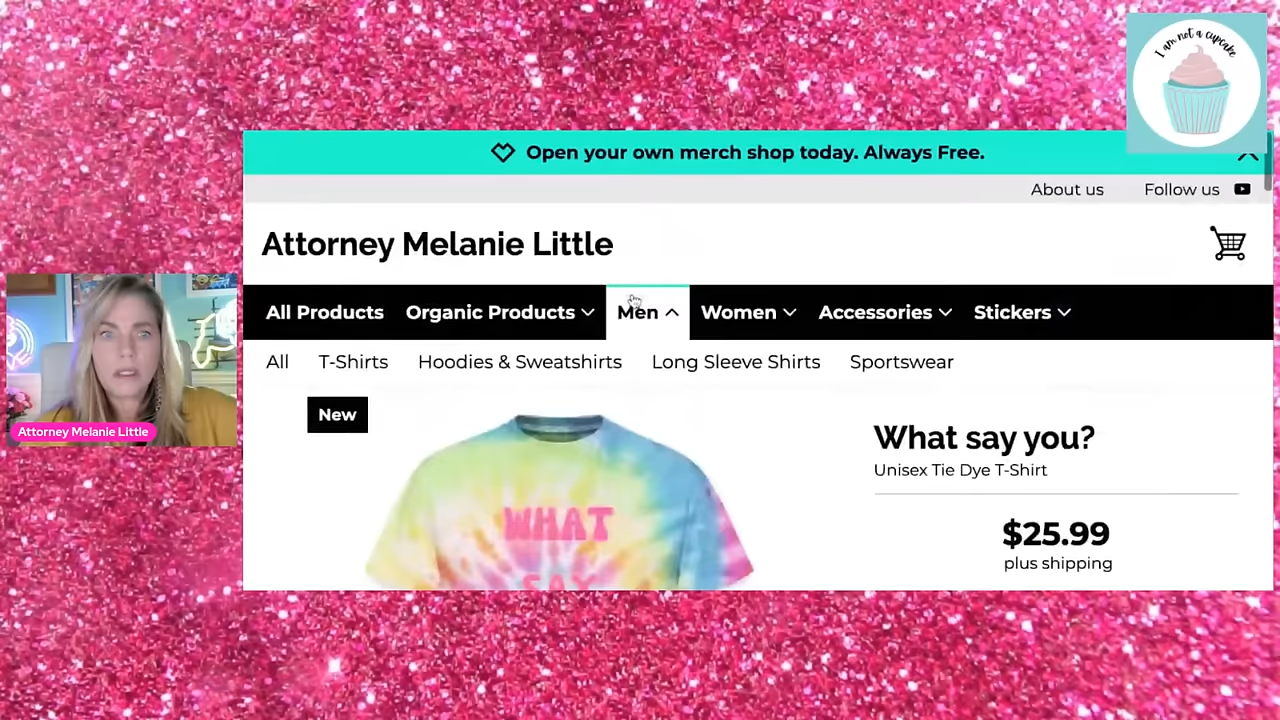 I am not a cupcake
Open your own merch shop today. Always Free.
About us Follow us
Attorney Melanie Little
All Products Organic Products Men Women Accessories Stickers
All T-Shirts Hoodies & Sweatshirts Long Sleeve Shirts Sportswear
New
WHAT
SAY
What say you?
Unisex Tie Dye T-Shirt
$25.99
plus shipping
Attorney Melanie Little